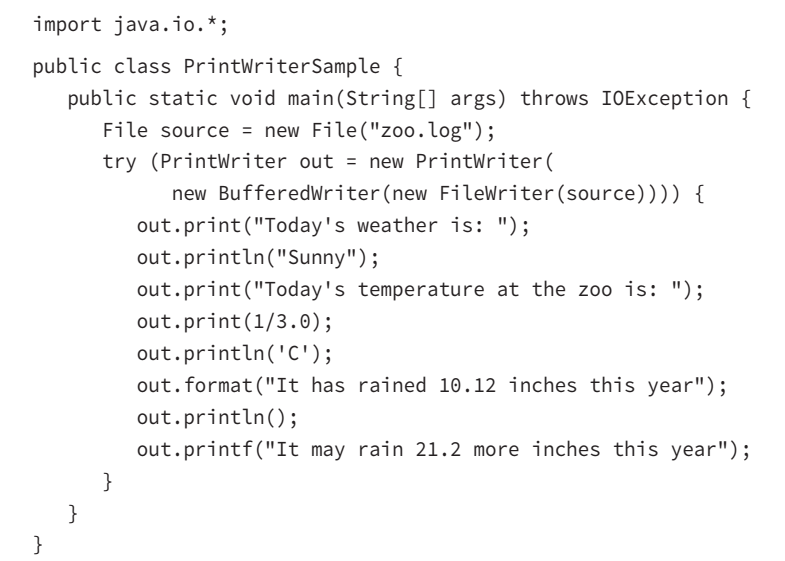 import java.io.*;
public class PrintWriterSample {
   public static void main(String[] args) throws IOException {
      File source = new File("zoo.log");
      try (PrintWriter out = new PrintWriter(
            new BufferedWriter(new FileWriter(source)))) {
         out.print("Today's weather is: ");
         out.println("Sunny");
         out.print("Today's temperature at the zoo is: ");
         out.print(1/3.0);
         out.println('C');
         out.format("It has rained 10.12 inches this year");
         out.println();
         out.printf("It may rain 21.2 more inches this year");
      }
   }
}